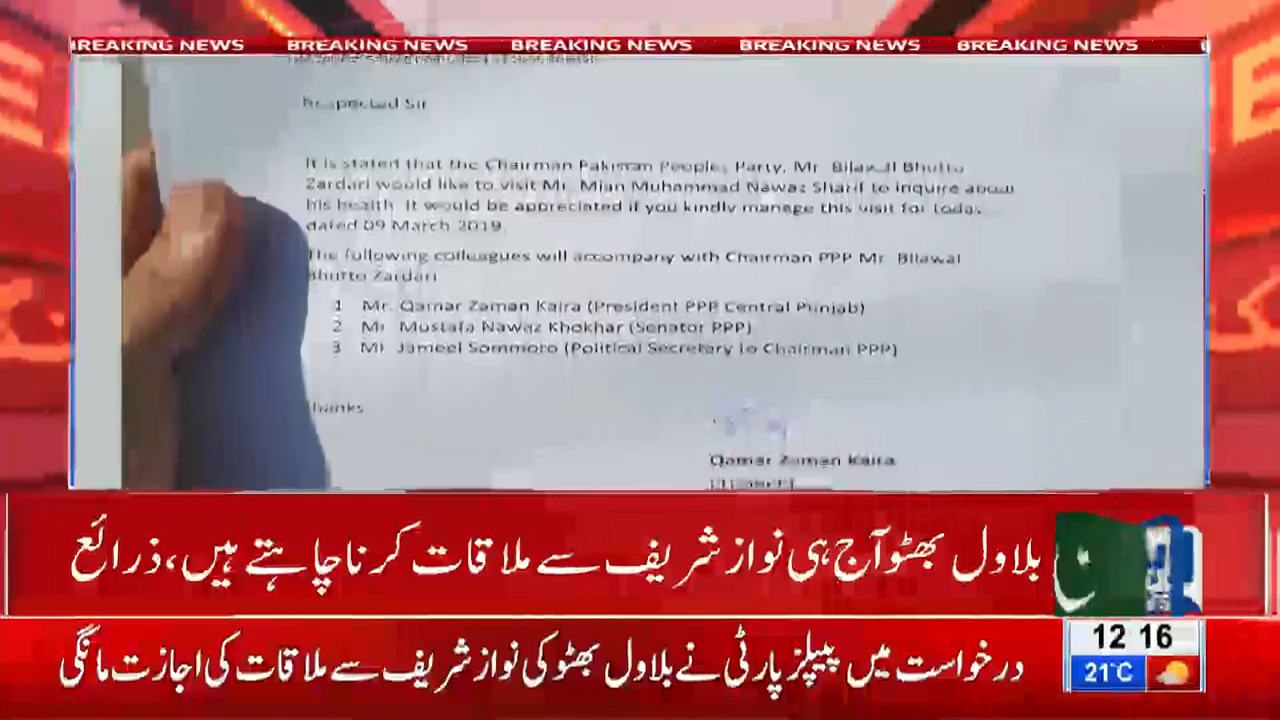 BREAKING NEWS BREAKING NEWS BREAKING NEWS BREAKING NEWS BREAKING NEWS
Respected Sir
It is stated that the Chairman Pakistan Peoples Party, Mr. Bilawal Bhutto
Zardari would like to visit Mr. Mian Muhammad Nawaz Sharif to inquire about
his health. It would be appreciated if you kindly manage this visit for today
dated 09 March 2019.
The following colleagues will accompany with Chairman PPP Mr. Bilawal
Bhutto Zardari
1 Mr. Qamar Zaman Kaira (President PPP Central Punjab)
2 Mr. Mustafa Nawaz Khokhar (Senator PPP)
3 Mr. Jameel Sommoro (Political Secretary to Chairman PPP)
Thanks
Qamar Zaman Kaira
بلاول بھٹو آج ہی نواز شریف سے ملاقات کرنا چاہتے ہیں، ذرائع
درخواست میں پیپلز پارٹی نے بلاول بھٹو کی نواز شریف سے ملاقات کی اجازت مانگی
12 16
21°C